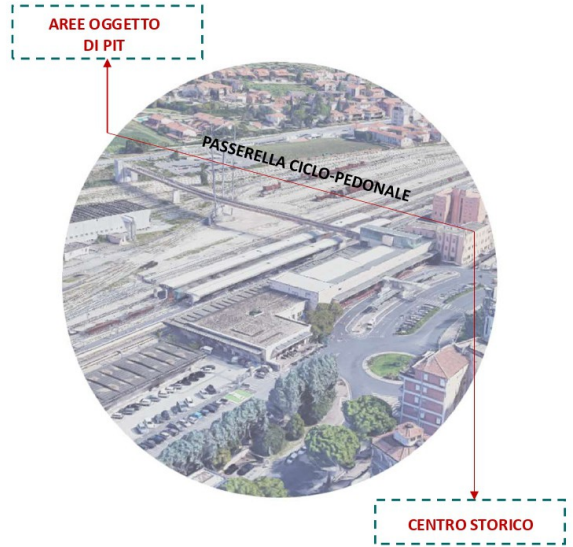 AREE OGGETTO
DI PIT
PASSERELLA CICLO-PEDONALE
CENTRO STORICO